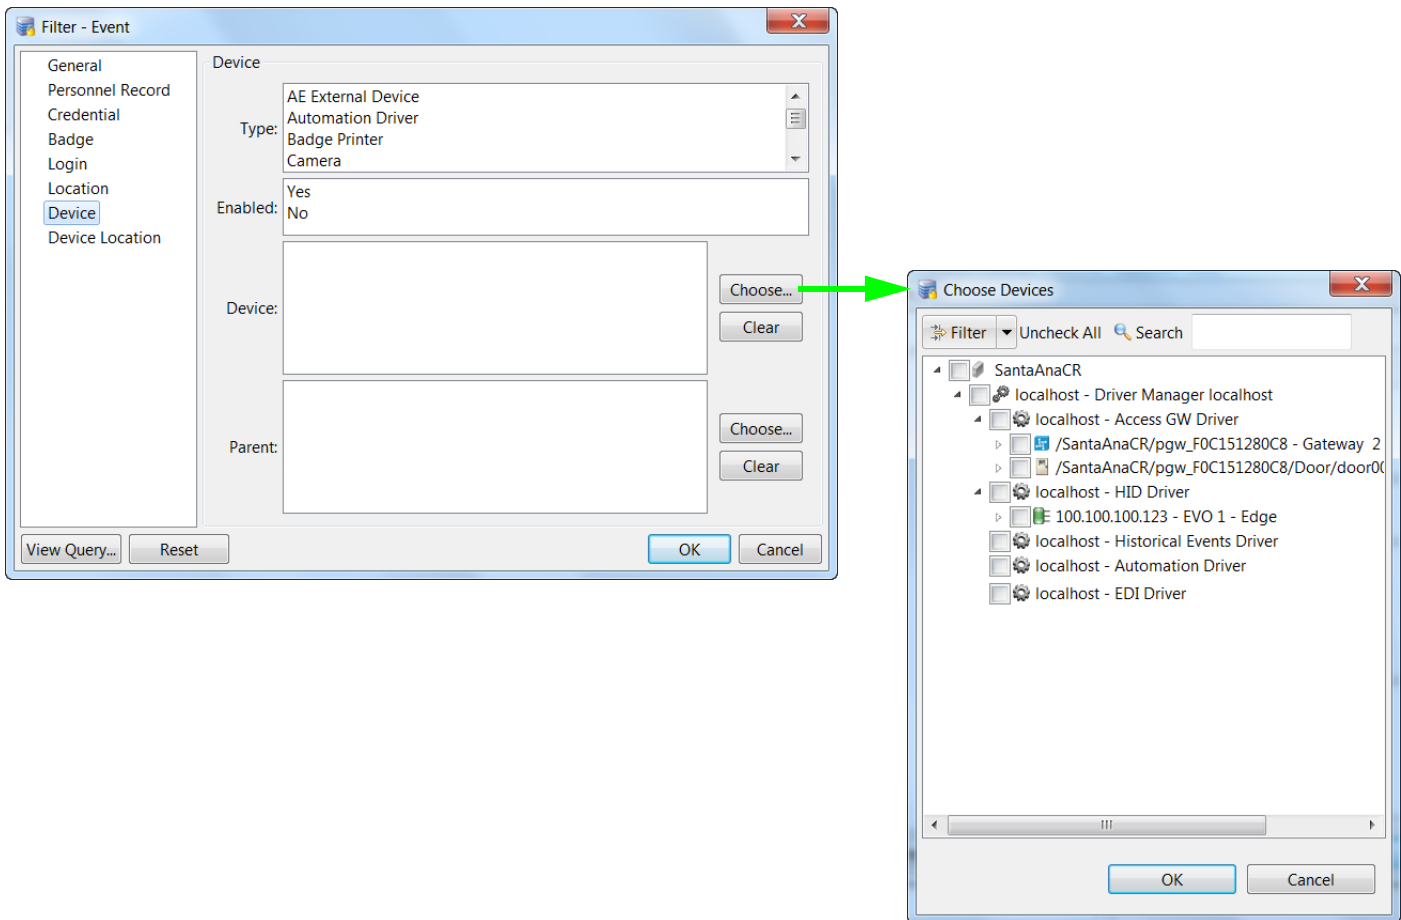 Filter - Event
General
Personnel Record
Credential
Badge
Login
Location
Device
Device Location
Device
Type:
AE External Device
Automation Driver
Badge Printer
Camera
Enabled:
Yes
No
Device:
Choose...
Clear
Parent:
Choose...
Clear
View Query...
Reset
OK
Cancel
Choose Devices
Filter
Uncheck All
Search
SantaAnaCR
localhost - Driver Manager localhost
localhost - Access GW Driver
/SantaAnaCR/pgw_F0C151280C8 - Gateway 2
/SantaAnaCR/pgw_F0C151280C8/Door/door0
localhost - HID Driver
100.100.100.123 - EVO 1 - Edge
localhost - Historical Events Driver
localhost - Automation Driver
localhost - EDI Driver
OK
Cancel